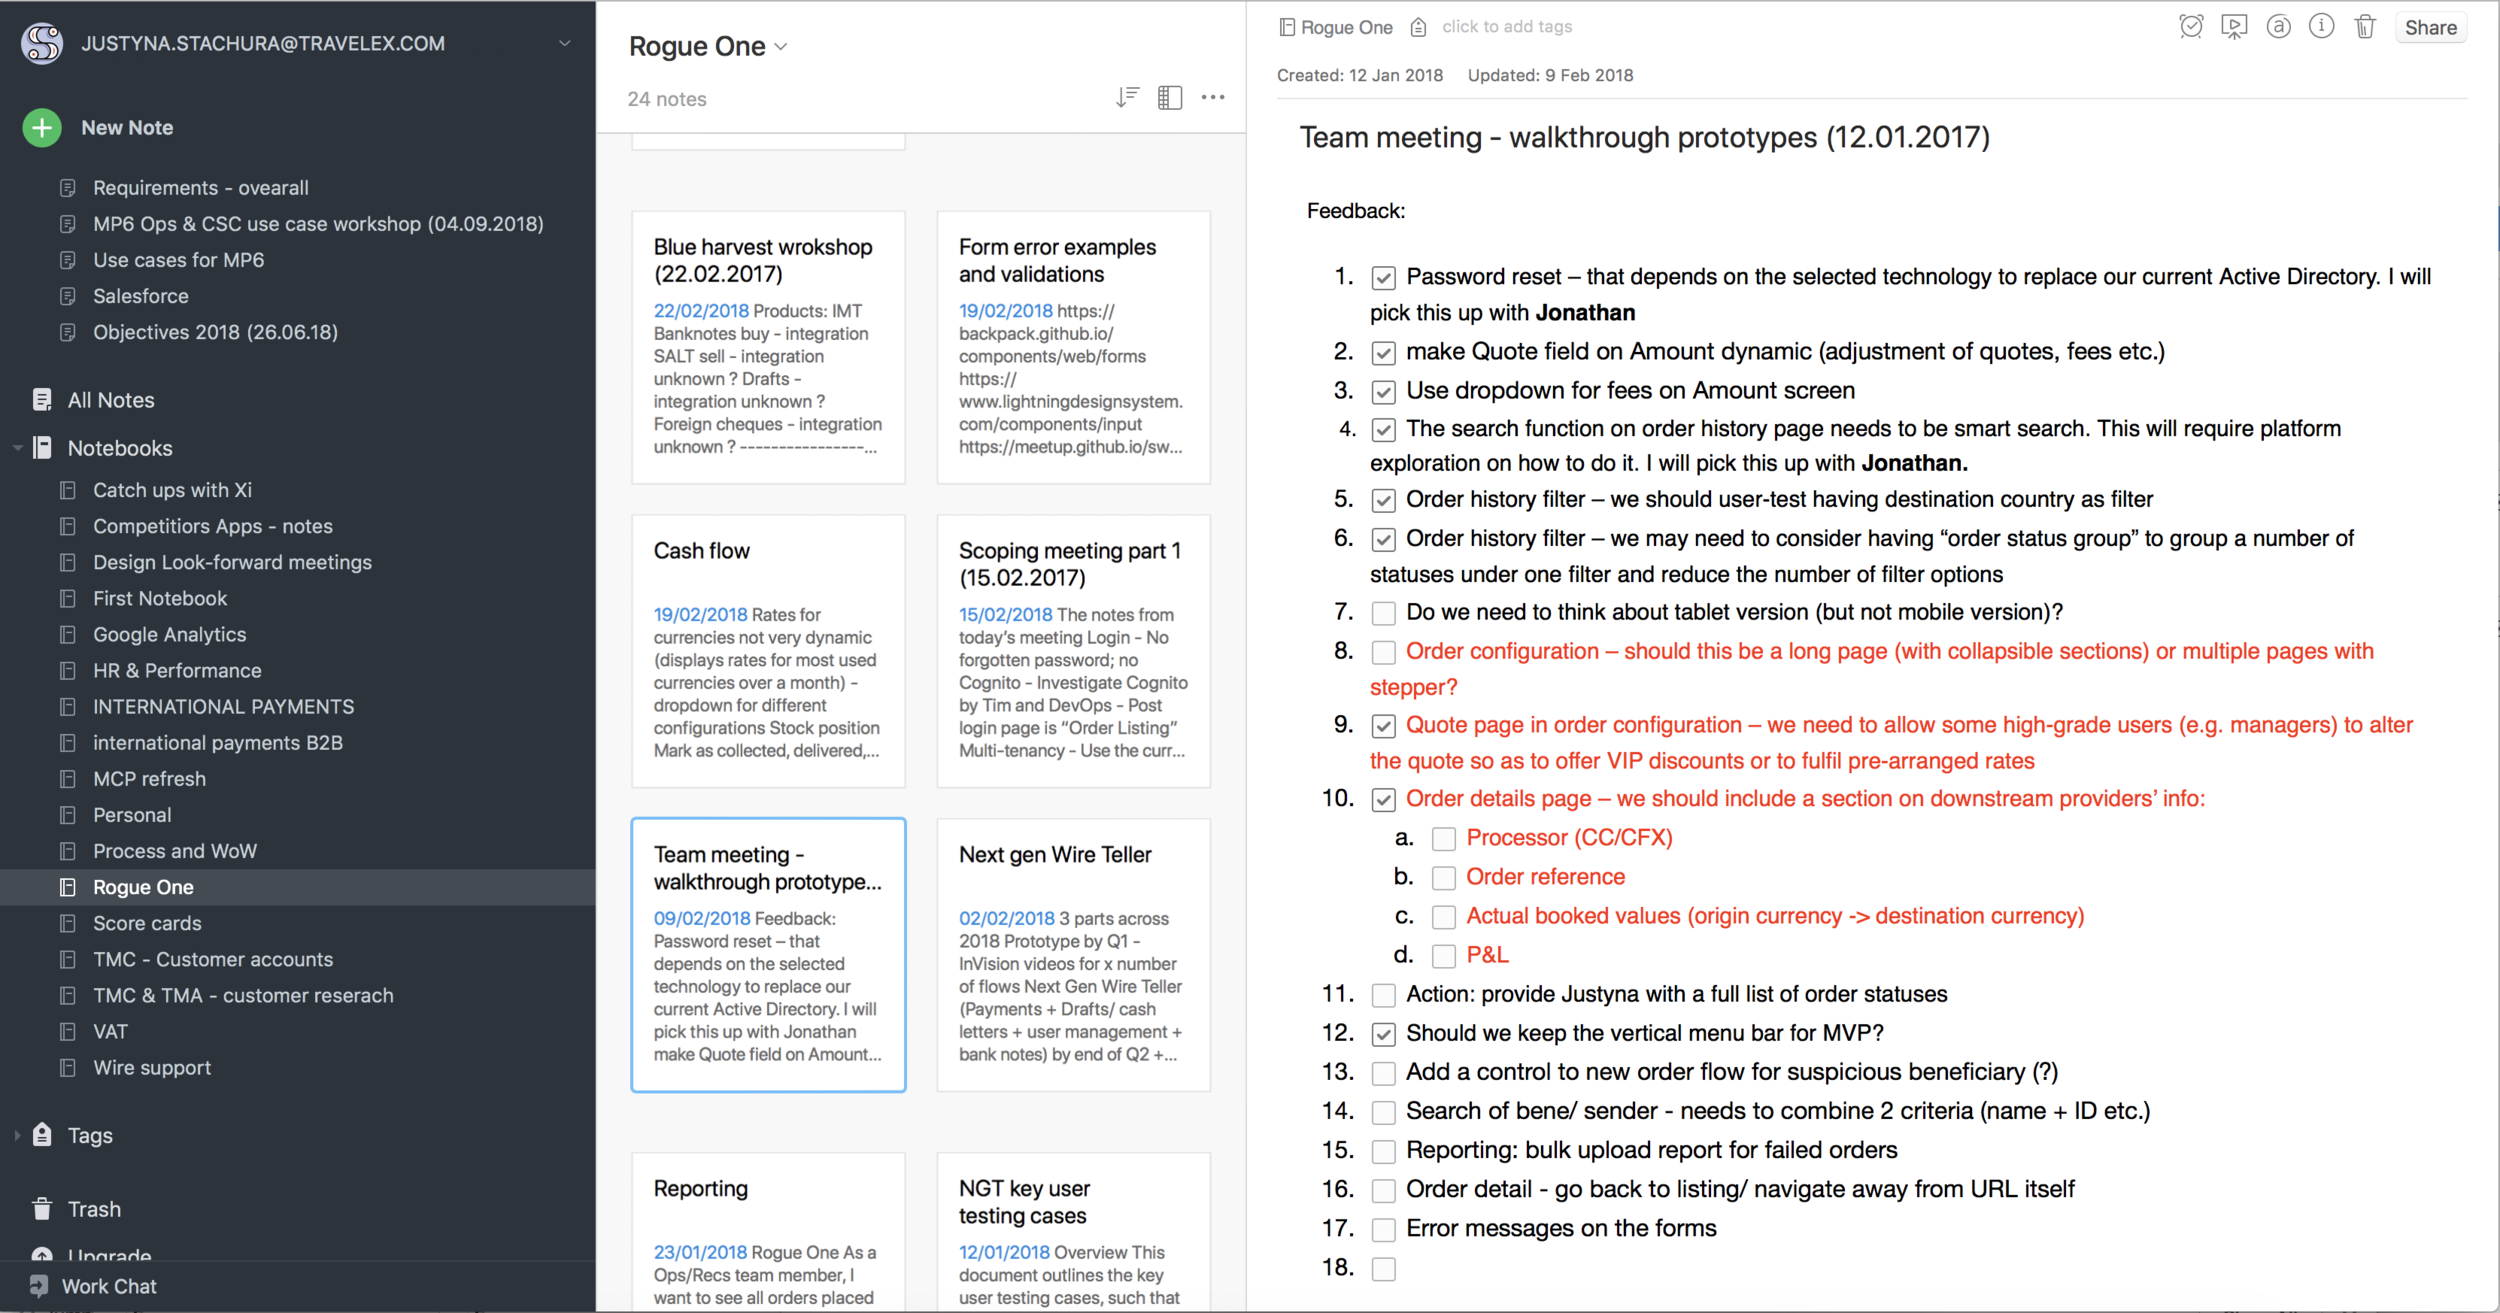 JUSTYNA.STACHURA@TRAVELEX.COM
New Note
Requirements - ovearall
MP6 Ops & CSC use case workshop (04.09.2018)
Use cases for MP6
Salesforce
Objectives 2018 (26.06.18)
All Notes
Notebooks
Catch ups with Xi
Competitiors Apps - notes
Design Look-forward meetings
First Notebook
Google Analytics
HR & Performance
INTERNATIONAL PAYMENTS
international payments B2B
MCP refresh
Personal
Process and WoW
Rogue One
Score cards
TMC - Customer accounts
TMC & TMA - customer reserach
VAT
Wire support
Tags
Trash
Upgrade
Work Chat
Rogue One
24 notes
Blue harvest wrokshop
(22.02.2017)
22/02/2018 Products: IMT
Banknotes buy - integration
SALT sell - integration
unknown ? Drafts -
integration unknown ?
Foreign cheques - integration
unknown ? ----------------...
Form error examples
and validations
19/02/2018 https://
backpack.github.io/
components/web/forms
https://
www.lightningdesignsystem.
com/components/input
https://meetup.github.io/sw...
Cash flow
19/02/2018 Rates for
currencies not very dynamic
(displays rates for most used
currencies over a month) -
dropdown for different
configurations Stock position
Mark as collected, delivered,...
Scoping meeting part 1
(15.02.2017)
15/02/2018 The notes from
today's meeting Login - No
forgotten password; no
Cognito - Investigate Cognito
by Tim and DevOps - Post
login page is “Order Listing”
Multi-tenancy - Use the curr...
Team meeting -
walkthrough prototype...
09/02/2018 Feedback:
Password reset – that
depends on the selected
technology to replace our
current Active Directory. I will
pick this up with Jonathan
make Quote field on Amount...
Next gen Wire Teller
02/02/2018 3 parts across
2018 Prototype by Q1 -
InVision videos for x number
of flows Next Gen Wire Teller
(Payments + Drafts/ cash
letters + user management +
bank notes) by end of Q2 +...
Reporting
23/01/2018 Rogue One As a
Ops/Recs team member, I
want to see all orders placed
NGT key user
testing cases
12/01/2018 Overview This
document outlines the key
user testing cases, such that
Rogue One click to add tags
Share
Created: 12 Jan 2018 Updated: 9 Feb 2018
Team meeting - walkthrough prototypes (12.01.2017)
Feedback:
1. Password reset – that depends on the selected technology to replace our current Active Directory. I will
pick this up with Jonathan
2. make Quote field on Amount dynamic (adjustment of quotes, fees etc.)
3. Use dropdown for fees on Amount screen
4. The search function on order history page needs to be smart search. This will require platform
exploration on how to do it. I will pick this up with Jonathan.
5. Order history filter – we should user-test having destination country as filter
6. Order history filter – we may need to consider having “order status group” to group a number of
statuses under one filter and reduce the number of filter options
7. Do we need to think about tablet version (but not mobile version)?
8. Order configuration – should this be a long page (with collapsible sections) or multiple pages with
stepper?
9. Quote page in order configuration – we need to allow some high-grade users (e.g. managers) to alter
the quote so as to offer VIP discounts or to fulfil pre-arranged rates
10. Order details page – we should include a section on downstream providers’ info:
a. Processor (CC/CFX)
b. Order reference
c. Actual booked values (origin currency -> destination currency)
d. P&L
11. Action: provide Justyna with a full list of order statuses
12. Should we keep the vertical menu bar for MVP?
13. Add a control to new order flow for suspicious beneficiary (?)
14. Search of bene/ sender - needs to combine 2 criteria (name + ID etc.)
15. Reporting: bulk upload report for failed orders
16. Order detail - go back to listing/ navigate away from URL itself
17. Error messages on the forms
18.